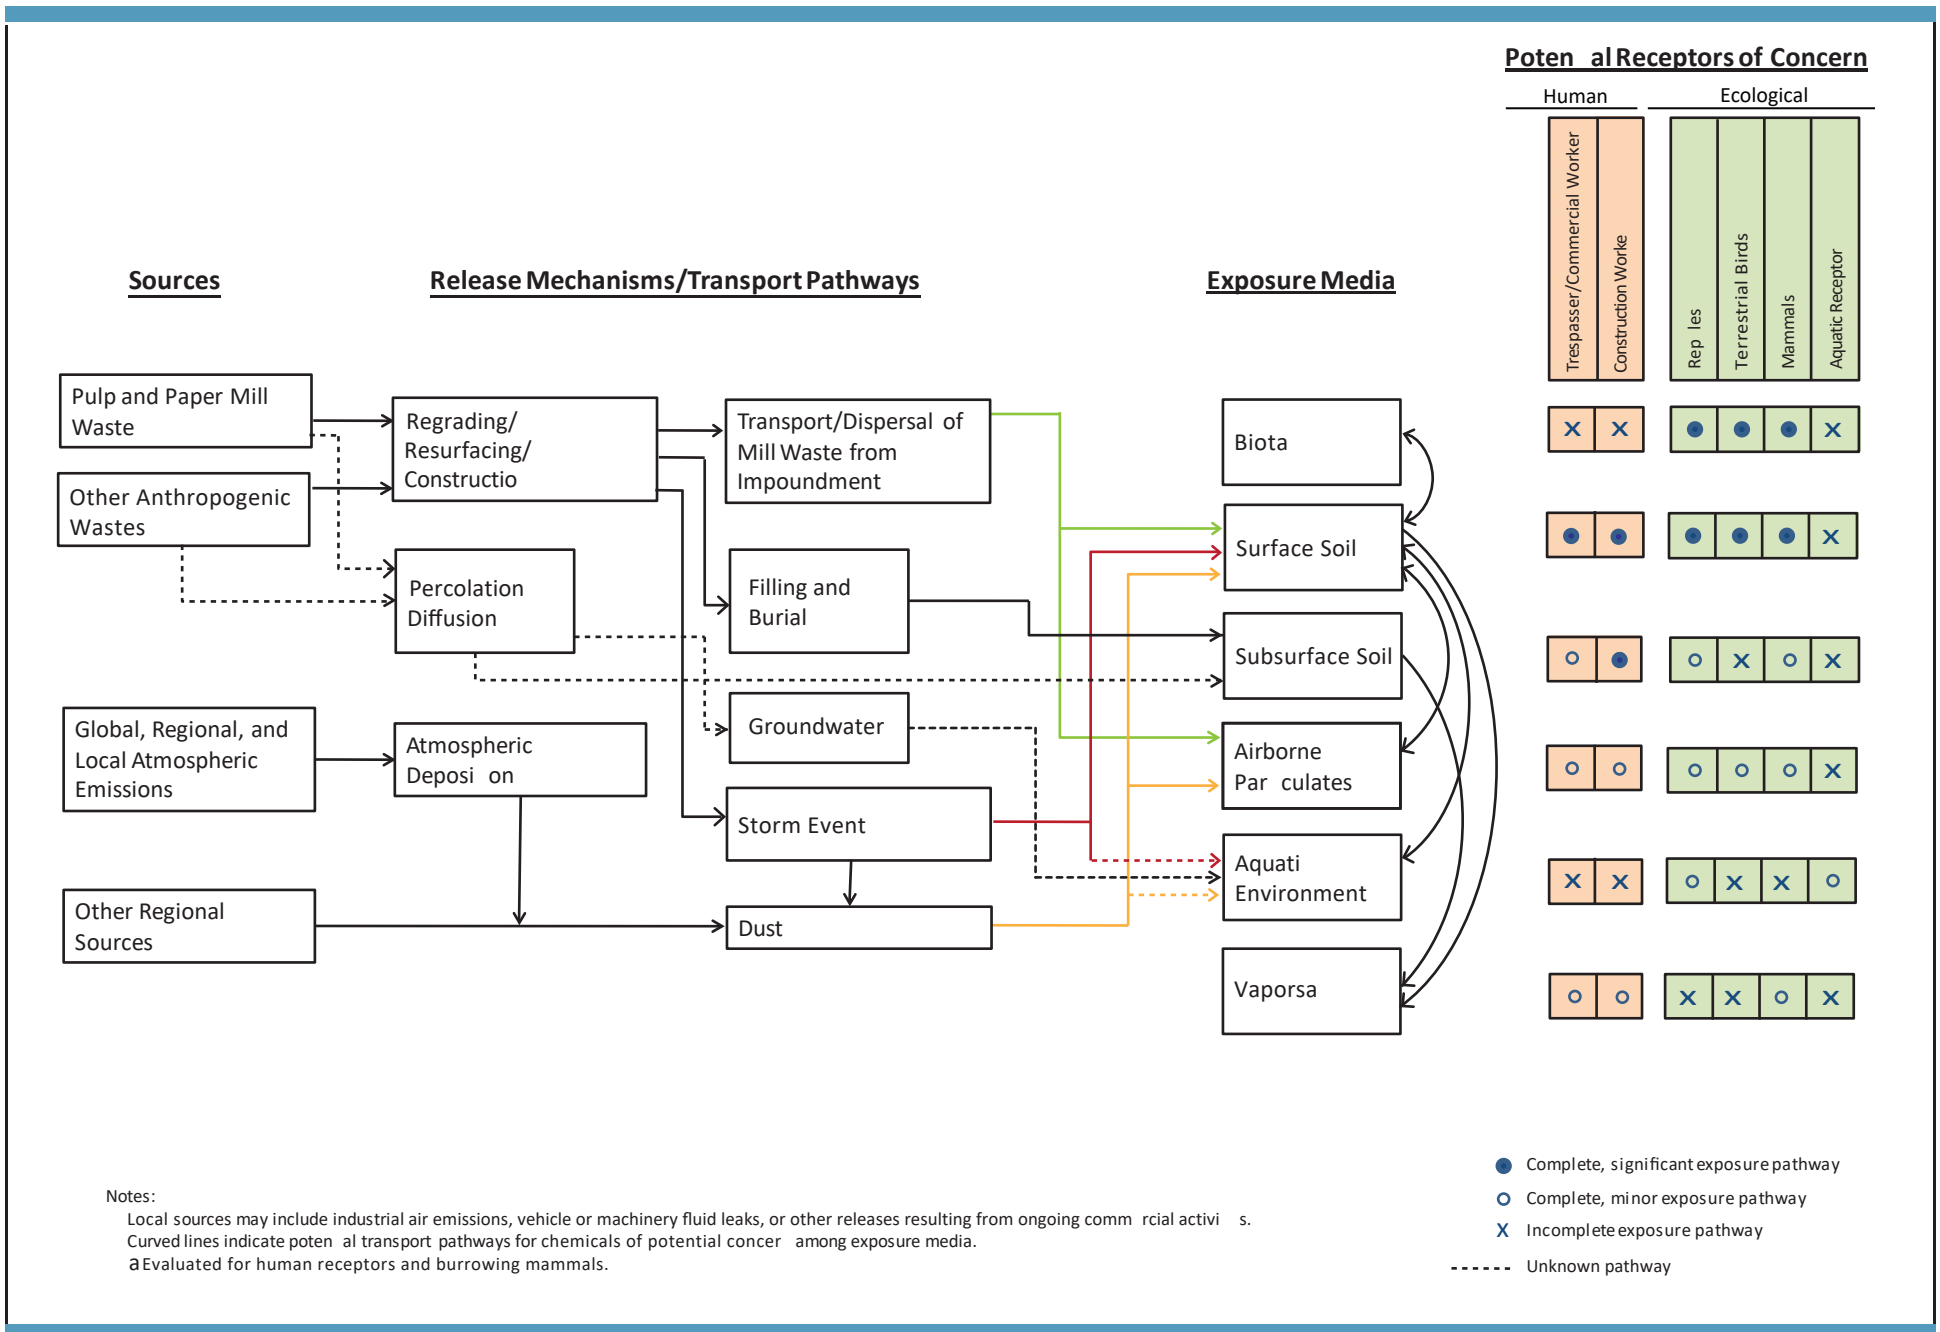 Poten al Receptors of Concern
Human
Ecological
Trespasser/Commercial Worker
Construction Worke
Rep les
Terrestrial Birds
Mammals
Aquatic Receptor
Sources
Release Mechanisms/Transport Pathways
Exposure Media
Pulp and Paper Mill
Waste
Other Anthropogenic
Wastes
Global, Regional, and
Local Atmospheric
Emissions
Other Regional
Sources
Regrading/
Resurfacing/
Constructio
Percolation
Diffusion
Atmospheric
Deposi on
Transport/Dispersal of
Mill Waste from
Impoundment
Filling and
Burial
Groundwater
Storm Event
Dust
Biota
Surface Soil
Subsurface Soil
Airborne
Par culates
Aquati
Environment
Vaporsa
X X X
X
X X
X
X X X X
X X X
Complete, significant exposure pathway
Complete, minor exposure pathway
X Incomplete exposure pathway
Unknown pathway
Notes:
Local sources may include industrial air emissions, vehicle or machinery fluid leaks, or other releases resulting from ongoing comm rcial activi s.
Curved lines indicate poten al transport pathways for chemicals of potential concer among exposure media.
a Evaluated for human receptors and burrowing mammals.